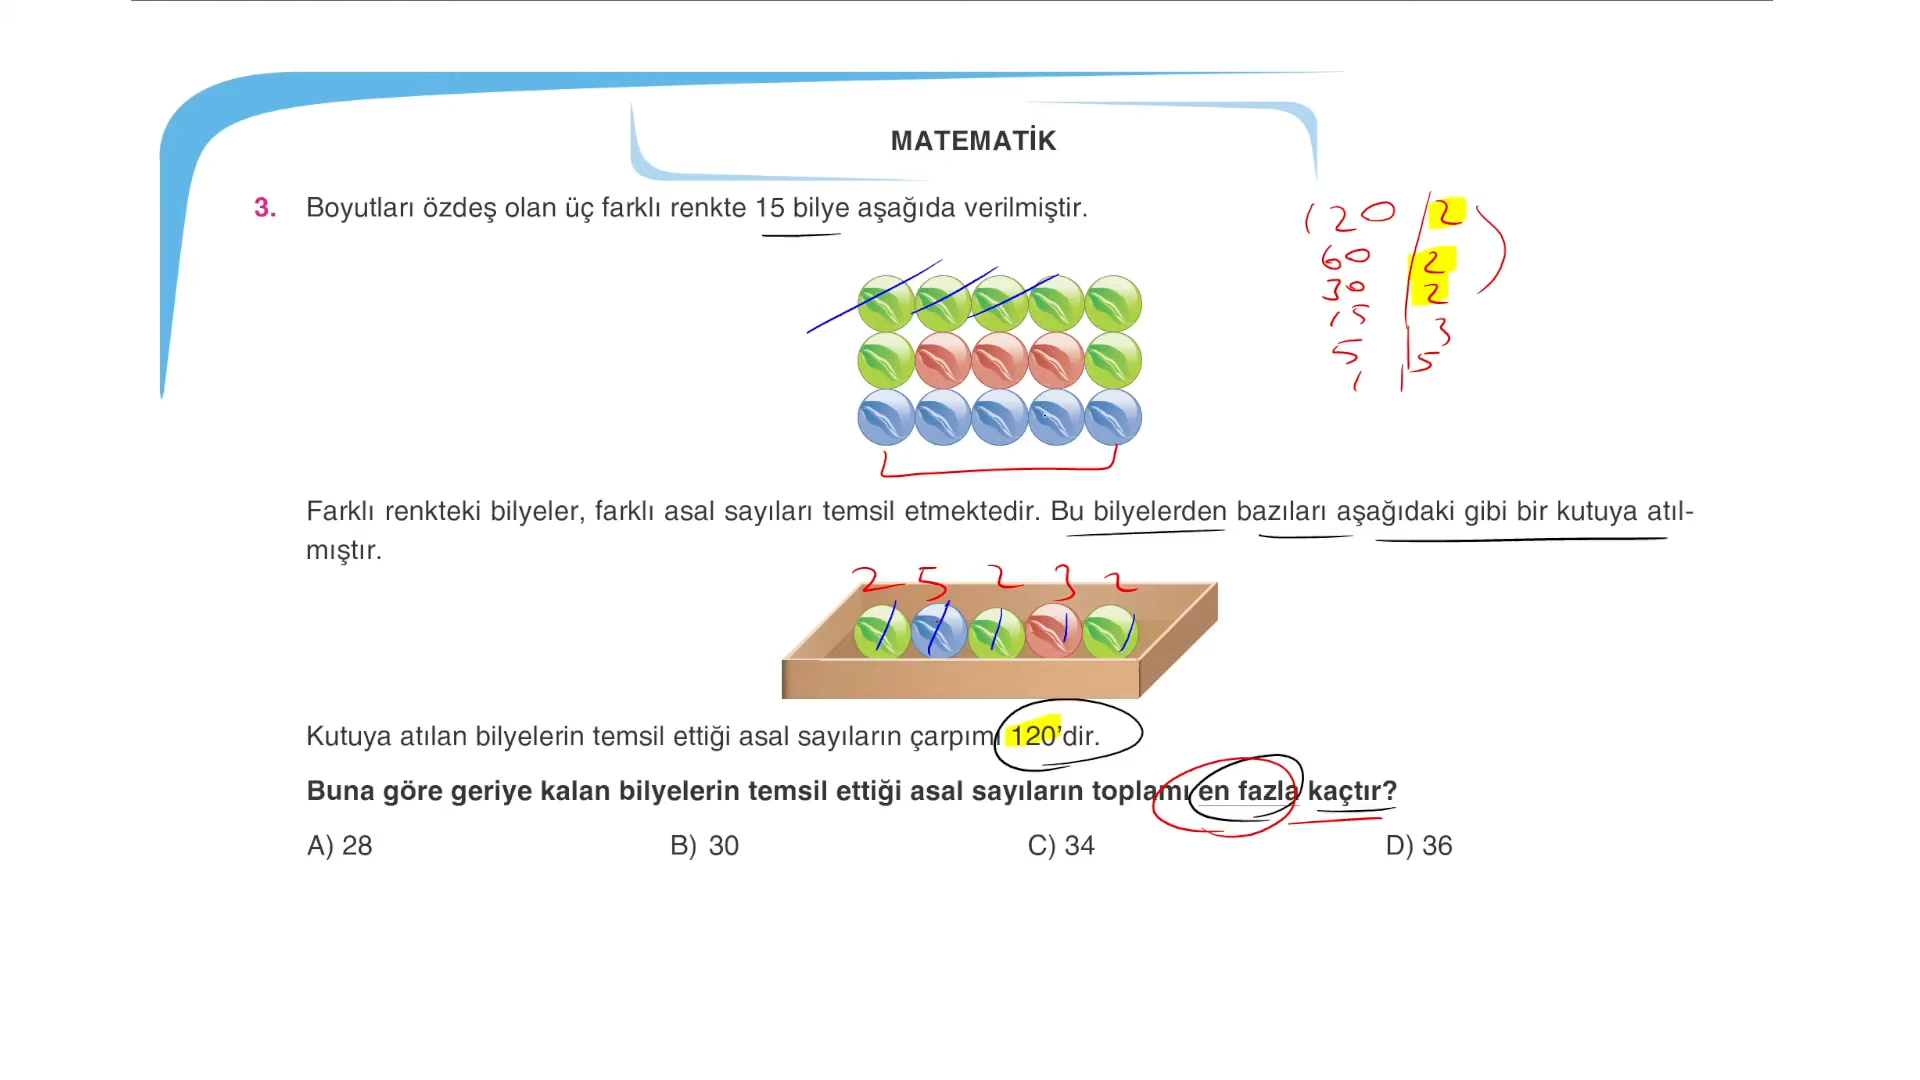 MATEMATİK
3. Boyutları özdeş olan üç farklı renkte 15 bilye aşağıda verilmiştir.
120 2
60 2
30 2
15 3
5 5
1
Farklı renkteki bilyeler, farklı asal sayıları temsil etmektedir. Bu bilyelerden bazıları aşağıdaki gibi bir kutuya atıl-
mıştır.
2 5 2 3 2
Kutuya atılan bilyelerin temsil ettiği asal sayıların çarpımı 120'dir.
Buna göre geriye kalan bilyelerin temsil ettiği asal sayıların toplamı en fazla kaçtır?
A) 28 B) 30 C) 34 D) 36